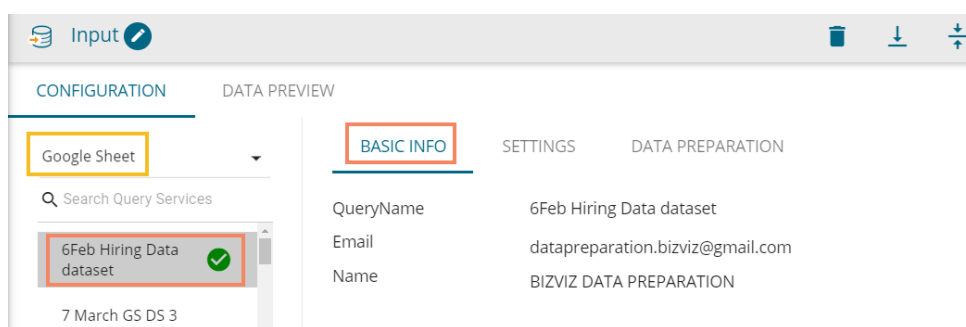 Input
CONFIGURATION
DATA PREVIEW
Google Sheet
Search Query Services
6Feb Hiring Data
dataset
7 March GS DS 3
BASIC INFO
SETTINGS
DATA PREPARATION
QueryName
6Feb Hiring Data dataset
Email
datapreparation.bizviz@gmail.com
Name
BIZVIZ DATA PREPARATION